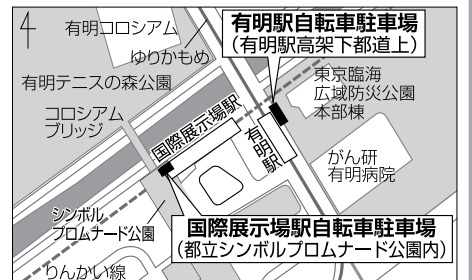 有明コロシアム
ゆりかもめ
有明テニスの森公園
コロシアム
ブリッジ
有明駅自転車駐車場
（有明駅高架下都道上）
東京臨海
広域防災公園
本部棟
国際展示場駅
有明駅
がん研
有明病院
シンボル
プロムナード公園
国際展示場駅自転車駐車場
（都立シンボルプロムナード公園内）
りんかい線